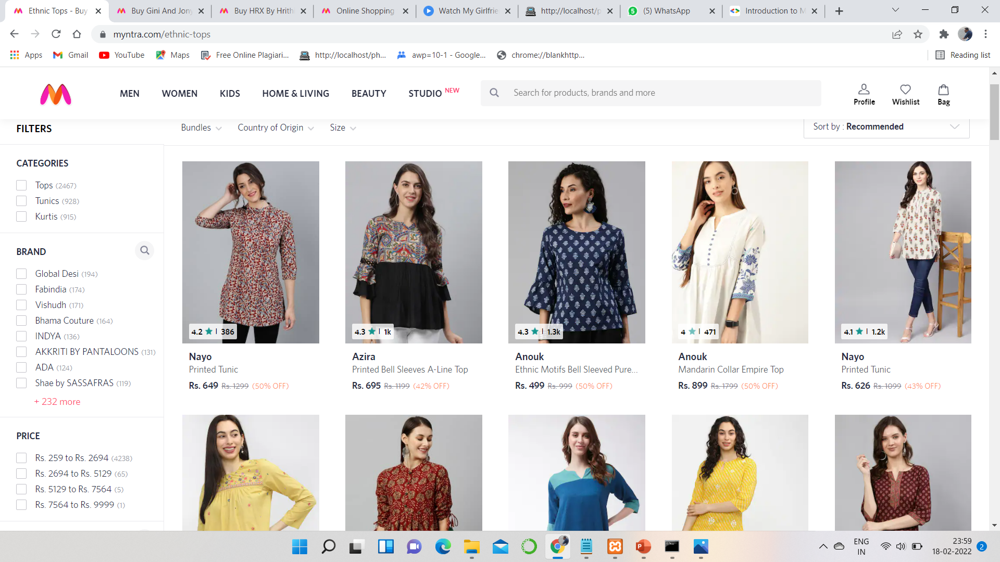 Ethnic Tops - Buy
Buy Gini And Jony
Buy HRX By Hrith
Online Shopping
Watch My Girlfrie
http://localhost/p
(5) WhatsApp
Introduction to M
myntra.com/ethnic-tops
Apps
Gmail
YouTube
Maps
Free Online Plagiari...
http://localhost/ph...
awp=10-1 - Google...
chrome://blankhttp...
Reading list
MEN
WOMEN
KIDS
HOME & LIVING
BEAUTY
STUDIO NEW
Search for products, brands and more
Profile
Wishlist
Bag
FILTERS
Bundles
Country of Origin
Size
Sort by : Recommended
CATEGORIES
Tops (2467)
Tunics (928)
Kurtis (915)
BRAND
Global Desi (194)
Fabindia (174)
Vishudh (171)
Bhama Couture (164)
INDYA (136)
AKKRITI BY PANTALOONS (131)
ADA (124)
Shae by SASSAFRAS (119)
+ 232 more
PRICE
Rs. 259 to Rs. 2694 (4238)
Rs. 2694 to Rs. 5129 (65)
Rs. 5129 to Rs. 7564 (5)
Rs. 7564 to Rs. 9999 (1)
4.2 ★ | 386
Nayo
Printed Tunic
Rs. 649 Rs. 1299 (50% OFF)
4.3 ★ | 1k
Azira
Printed Bell Sleeves A-Line Top
Rs. 695 Rs. 1199 (42% OFF)
4.3 ★ | 1.3k
Anouk
Ethnic Motifs Bell Sleeved Pure...
Rs. 499 Rs. 999 (50% OFF)
4 ★ | 471
Anouk
Mandarin Collar Empire Top
Rs. 899 Rs. 1799 (50% OFF)
4.1 ★ | 1.2k
Nayo
Printed Tunic
Rs. 626 Rs. 1099 (43% OFF)
ENG
IN
23:59
18-02-2022
2